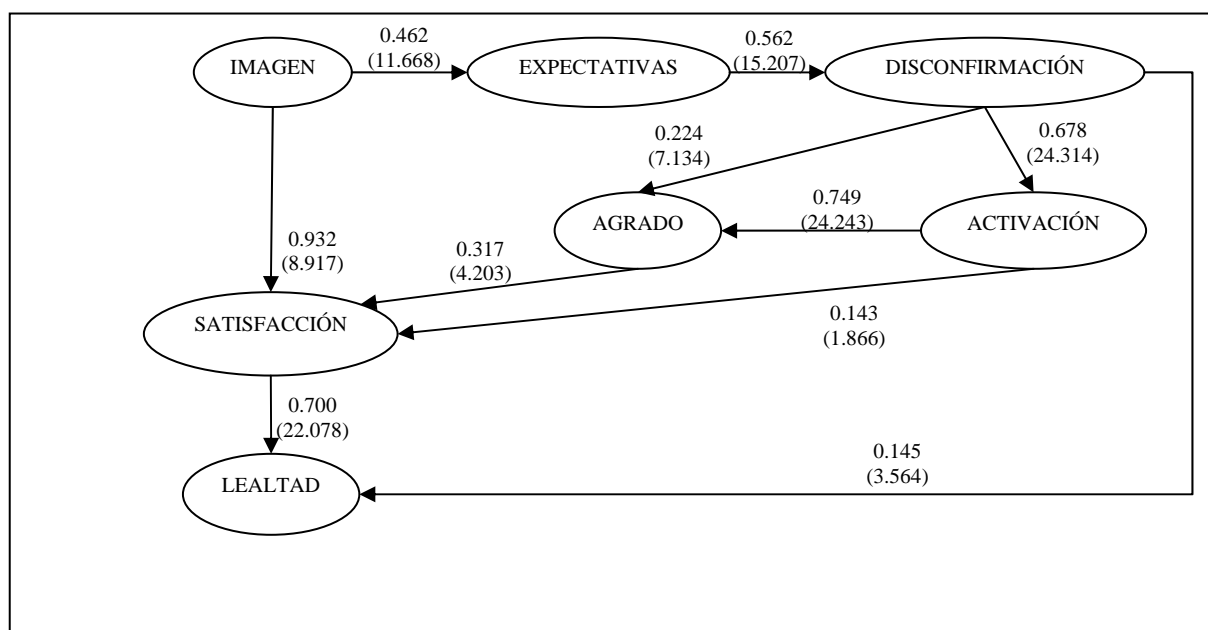 0.462
(11.668)
0.562
(15.207)
IMAGEN
EXPECTATIVAS
DISCONFIRMACIÓN
0.224
(7.134)
0.678
(24.314)
0.749
(24.243)
AGRADO
ACTIVACIÓN
0.932
(8.917)
0.317
(4.203)
SATISFACCIÓN
0.143
(1.866)
0.700
(22.078)
0.145
(3.564)
LEALTAD